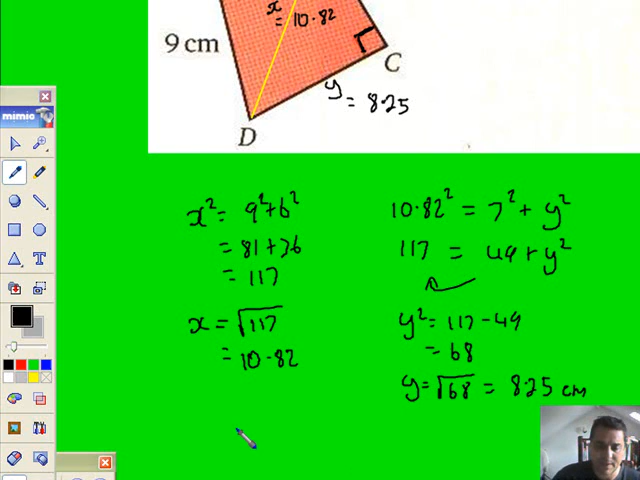 x
= 10.82
9 cm
C
y
= 8.25
D
mimio
T
x² = 9² + 6²
= 81 + 36
= 117
x = √117
= 10.82
10.82² = 7² + y²
117 = 49 + y²
y² = 117 - 49
= 68
y = √68 = 8.25 cm